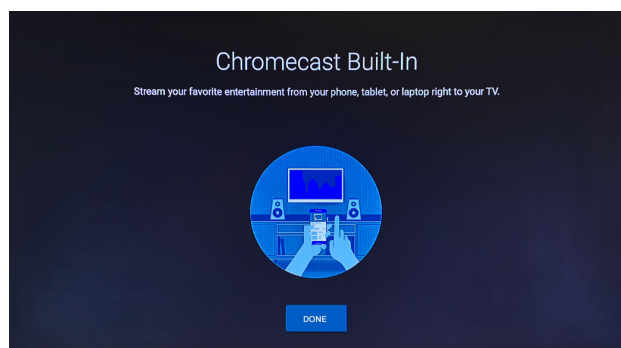 Chromecast Built-In
Stream your favorite entertainment from your phone, tablet, or laptop right to your TV.
DONE